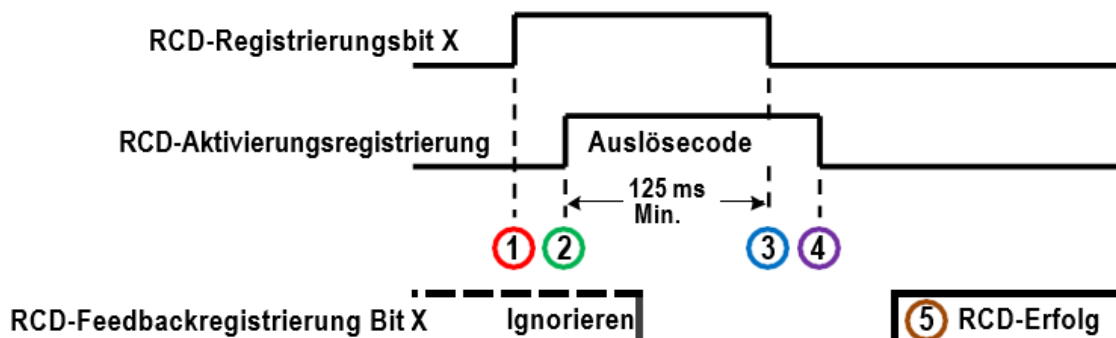 RCD-Registrierungsbit X
RCD-Aktivierungsregistrierung
Auslösecode
125 ms
Min.
1 2 3 4
RCD-Feedbackregistrierung Bit X
Ignorieren
5 RCD-Erfolg